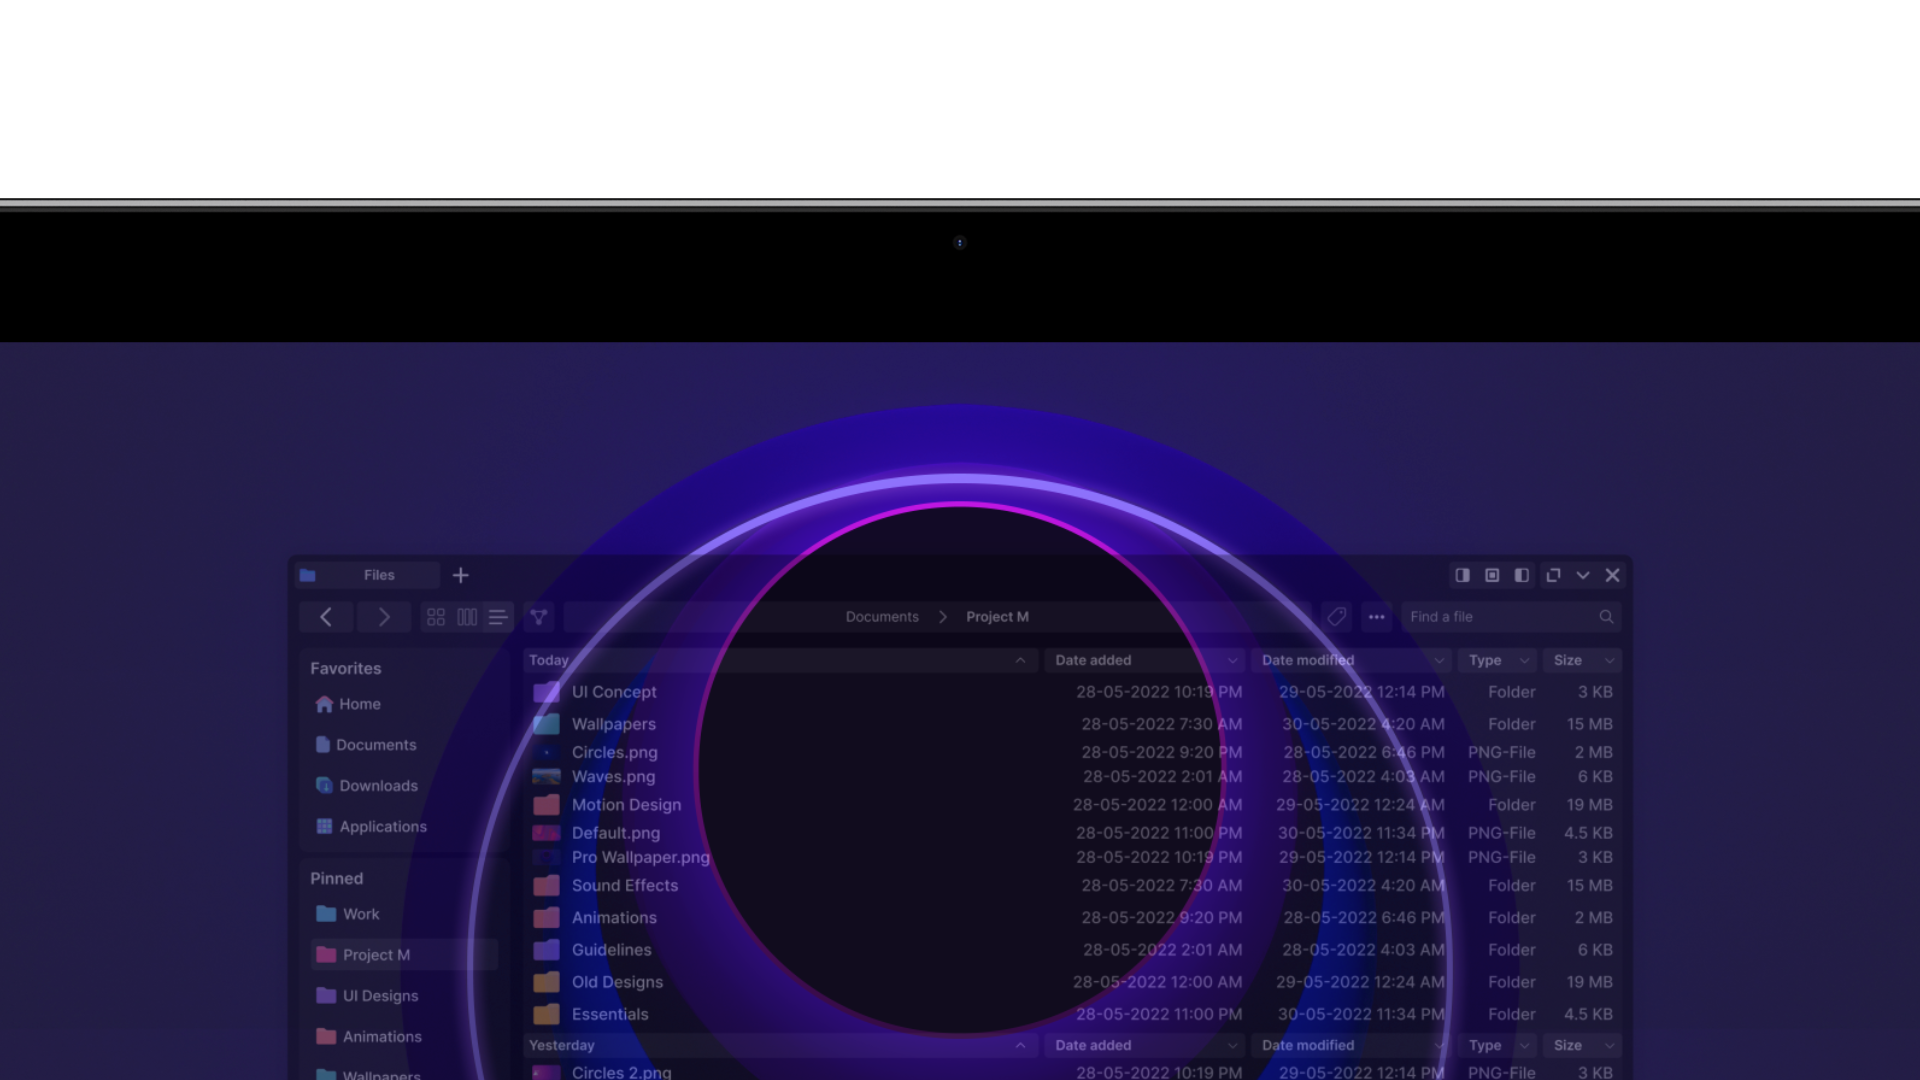 Files
Documents Project M Find a file
Favorites
Home
Documents
Downloads
Applications
Pinned
Work
Project M
UI Designs
Animations
Wallpapers
Today Date added Date modified Type Size
UI Concept 28-05-2022 10:19 PM 29-05-2022 12:14 PM Folder 3 KB
Wallpapers 28-05-2022 7:30 AM 30-05-2022 4:20 AM Folder 15 MB
Circles.png 28-05-2022 9:20 PM 28-05-2022 6:46 PM PNG-File 2 MB
Waves.png 28-05-2022 2:01 AM 28-05-2022 4:03 AM PNG-File 6 KB
Motion Design 28-05-2022 12:00 AM 29-05-2022 12:24 AM Folder 19 MB
Default.png 28-05-2022 11:00 PM 30-05-2022 11:34 PM PNG-File 4.5 KB
Pro Wallpaper.png 28-05-2022 10:19 PM 29-05-2022 12:14 PM PNG-File 3 KB
Sound Effects 28-05-2022 7:30 AM 30-05-2022 4:20 AM Folder 15 MB
Animations 28-05-2022 9:20 PM 28-05-2022 6:46 PM Folder 2 MB
Guidelines 28-05-2022 2:01 AM 28-05-2022 4:03 AM Folder 6 KB
Old Designs 28-05-2022 12:00 AM 29-05-2022 12:24 AM Folder 19 MB
Essentials 28-05-2022 11:00 PM 30-05-2022 11:34 PM Folder 4.5 KB
Yesterday Date added Date modified Type Size
Circles 2.png 28-05-2022 10:19 PM 29-05-2022 12:14 PM PNG-File 3 KB